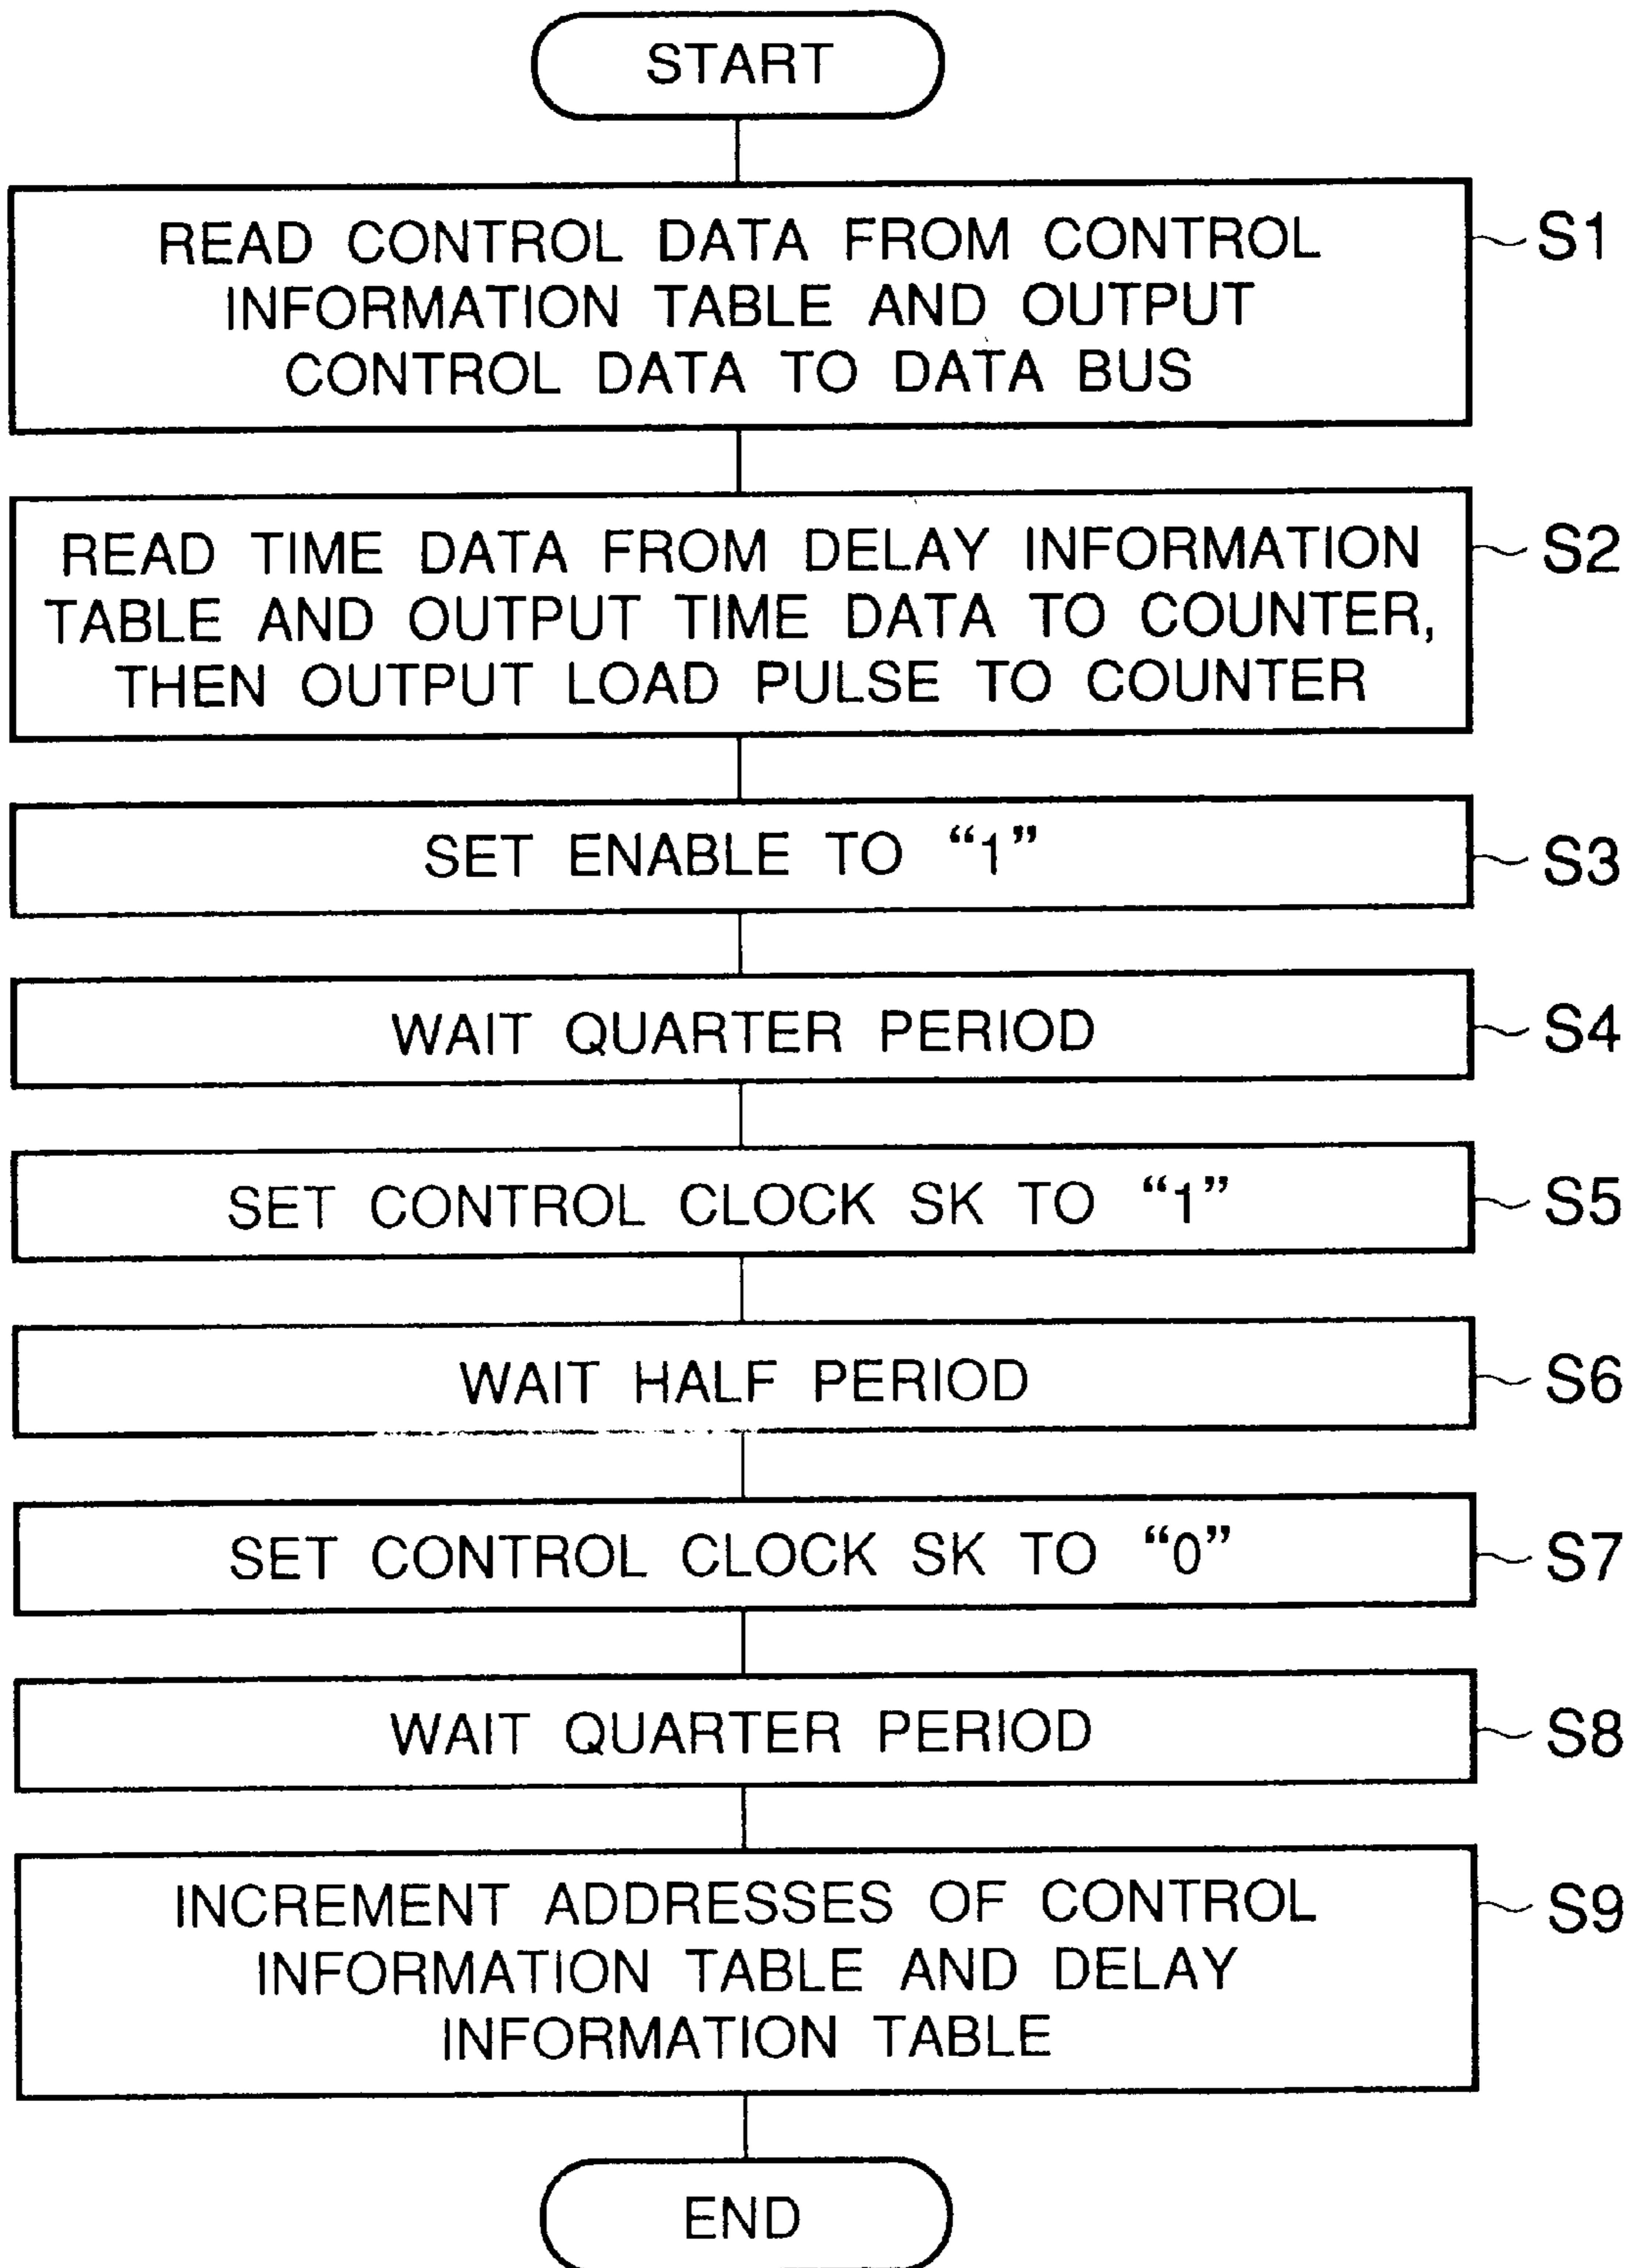 START
READ CONTROL DATA FROM CONTROL
INFORMATION TABLE AND OUTPUT
CONTROL DATA TO DATA BUS
S1
READ TIME DATA FROM DELAY INFORMATION
TABLE AND OUTPUT TIME DATA TO COUNTER,
THEN OUTPUT LOAD PULSE TO COUNTER
S2
SET ENABLE TO “1”
S3
WAIT QUARTER PERIOD
S4
SET CONTROL CLOCK SK TO “1”
S5
WAIT HALF PERIOD
S6
SET CONTROL CLOCK SK TO “0”
S7
WAIT QUARTER PERIOD
S8
INCREMENT ADDRESSES OF CONTROL
INFORMATION TABLE AND DELAY
INFORMATION TABLE
S9
END